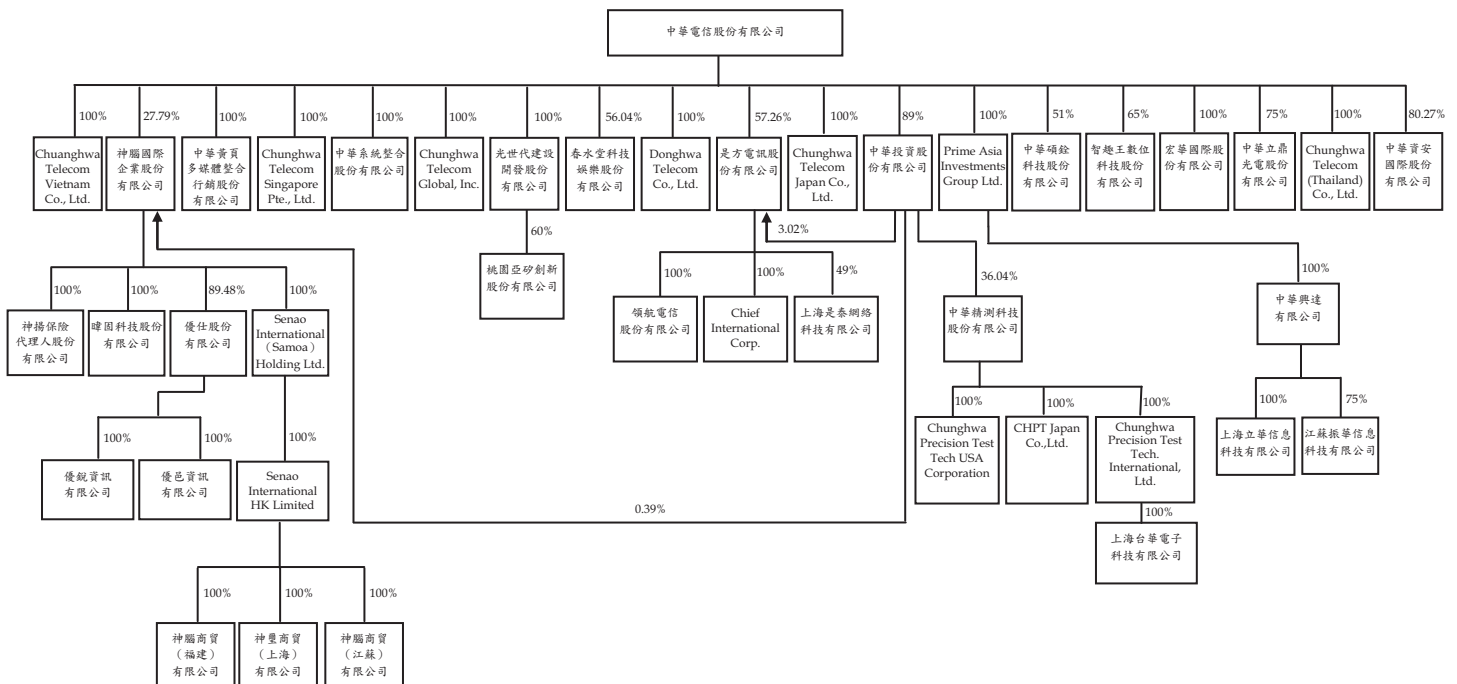 中華電信股份有限公司
100%
27.79%
100%
100%
100%
100%
100%
56.04%
100%
57.26%
100%
89%
100%
51%
65%
100%
75%
100%
80.27%
Chuanghwa
Telecom
Vietnam
Co., Ltd.
神腦國際
企業股份
有限公司
中華黃頁
多媒體整合
行銷股份
有限公司
Chunghwa
Telecom
Singapore
Pte., Ltd.
中華系統整合
股份有限公司
Chunghwa
Telecom
Global, Inc.
光世代建設
開發股份
有限公司
春水堂科技
娛樂股份
有限公司
Donghwa
Telecom
Co., Ltd.
是方電訊股
份有限公司
Chunghwa
Telecom
Japan Co.,
Ltd.
中華投資股
份有限公司
Prime Asia
Investments
Group Ltd.
中華碩銓
科技股份
有限公司
智趣王數位
科技股份
有限公司
宏華國際股
份有限公司
中華立鼎
光電股份
有限公司
Chunghwa
Telecom
(Thailand)
Co., Ltd.
中華資安
國際股份
有限公司
3.02%
60%
桃園亞矽創新
股份有限公司
100%
100%
49%
領航電信
股份有限公司
Chief
International
Corp.
上海是泰網絡
科技有限公司
36.04%
中華精測科技
股份有限公司
100%
中華興達
有限公司
100%
100%
89.48%
100%
神揚保險
代理人股份
有限公司
暐固科技股份
有限公司
優仕股份
有限公司
Senao
International
（Samoa）
Holding Ltd.
100%
100%
100%
Chunghwa
Precision Test
Tech USA
Corporation
CHPT Japan
Co.,Ltd.
Chunghwa
Precision Test
Tech.
International,
Ltd.
100%
75%
上海立華信息
科技有限公司
江蘇振華信息
科技有限公司
100%
100%
100%
優銳資訊
有限公司
優邑資訊
有限公司
Senao
International
HK Limited
0.39%
100%
上海台華電子
科技有限公司
100%
100%
100%
神腦商貿
（福建）
有限公司
神璽商貿
（上海）
有限公司
神腦商貿
（江蘇）
有限公司